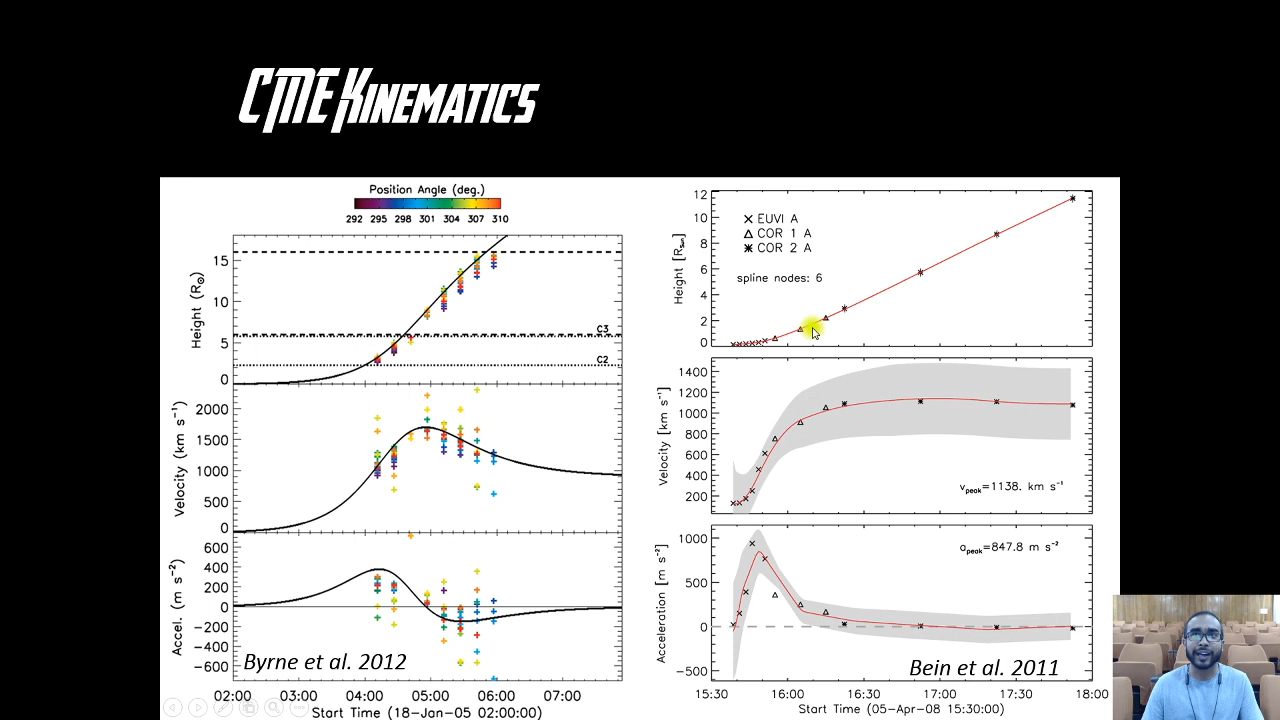 CME Kinematics
Position Angle (deg.)
292 295 298 301 304 307 310
Height (R⊙)
15
10
5
0
C3
C2
Velocity (km s⁻¹)
2000
1500
1000
500
0
Accel. (m s⁻²)
600
400
200
0
−200
−400
−600
Byrne et al. 2012
02:00 03:00 04:00 05:00 06:00 07:00
Start Time (18-Jan-05 02:00:00)
Height [Rsun]
12
10
8
6
4
2
0
EUVI A
COR 1 A
COR 2 A
spline nodes: 6
Velocity [km s⁻¹]
1400
1200
1000
800
600
400
200
vpeak=1138. km s⁻¹
Acceleration [m s⁻²]
1000
500
0
−500
apeak=847.8 m s⁻²
Bein et al. 2011
15:30 16:00 16:30 17:00 17:30 18:00
Start Time (05-Apr-08 15:30:00)